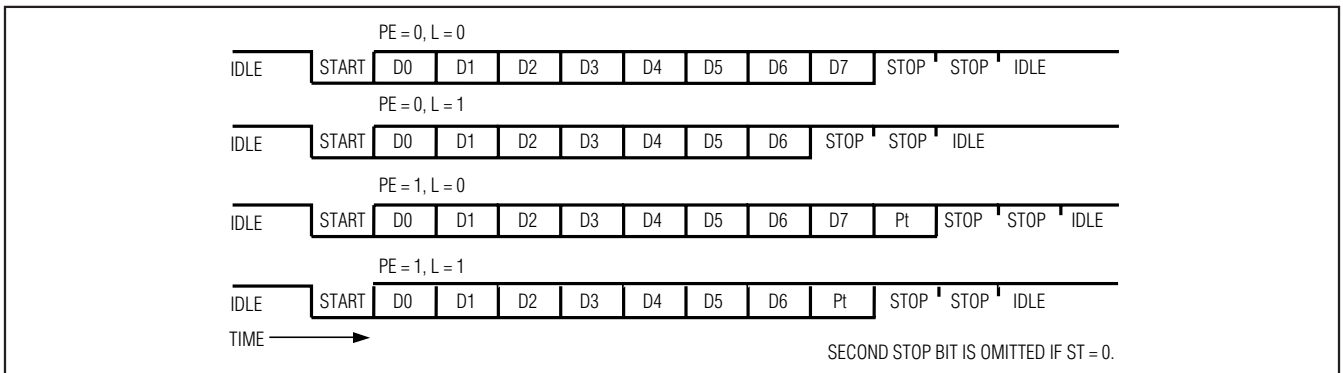 PE = 0, L = 0
IDLE START D0 D1 D2 D3 D4 D5 D6 D7 STOP STOP IDLE
PE = 0, L = 1
IDLE START D0 D1 D2 D3 D4 D5 D6 STOP STOP IDLE
PE = 1, L = 0
IDLE START D0 D1 D2 D3 D4 D5 D6 D7 Pt STOP STOP IDLE
PE = 1, L = 1
IDLE START D0 D1 D2 D3 D4 D5 D6 Pt STOP STOP IDLE
TIME
SECOND STOP BIT IS OMITTED IF ST = 0.